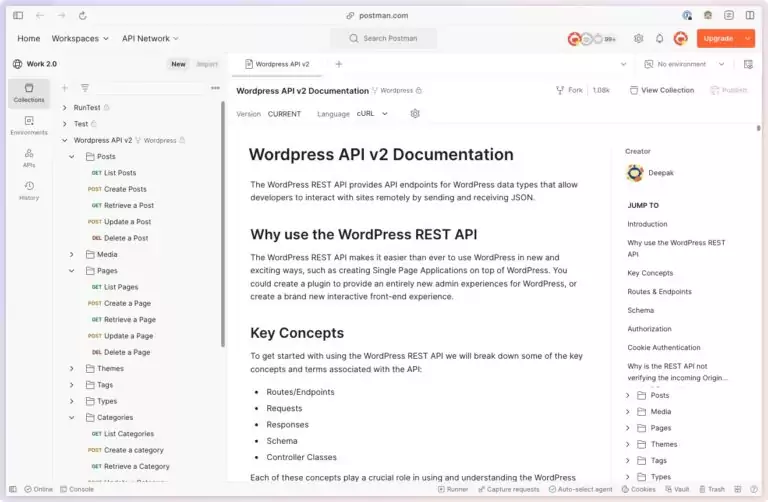 postman.com
Home Workspaces API Network
Search Postman
99+
Upgrade
Work 2.0
New Import
Wordpress API v2
No environment
Collections
Environments
APIs
History
RunTest
Test
Wordpress API v2 Wordpress
Posts
GET List Posts
POST Create Posts
GET Retrieve a Post
POST Update a Post
DEL Delete a Post
Media
Pages
GET List Pages
POST Create a Page
GET Retrieve a Page
POST Update a Page
DEL Delete a Page
Themes
Tags
Types
Categories
GET List Categories
POST Create a category
GET Retrieve a Category
Wordpress API v2 Documentation Wordpress
Fork 1.08k View Collection Publish
Version CURRENT Language cURL
Wordpress API v2 Documentation
The WordPress REST API provides API endpoints for WordPress data types that allow
developers to interact with sites remotely by sending and receiving JSON.
Why use the WordPress REST API
The WordPress REST API makes it easier than ever to use WordPress in new and
exciting ways, such as creating Single Page Applications on top of WordPress. You
could create a plugin to provide an entirely new admin experiences for WordPress, or
create a brand new interactive front-end experience.
Key Concepts
To get started with using the WordPress REST API we will break down some of the key
concepts and terms associated with the API:
• Routes/Endpoints
• Requests
• Responses
• Schema
• Controller Classes
Each of these concepts play a crucial role in using and understanding the WordPress
Creator
Deepak
JUMP TO
Introduction
Why use the WordPress REST
API
Key Concepts
Routes & Endpoints
Schema
Authorization
Cookie Authentication
Why is the REST API not
verifying the incoming Origin...
Posts
Media
Pages
Themes
Tags
Types
Online Console
Runner Capture requests Auto-select agent Cookies Vault Trash